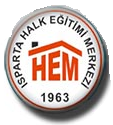 ISPARTA HALK EĞİTİMİ MERKEZİ
HEM
1963